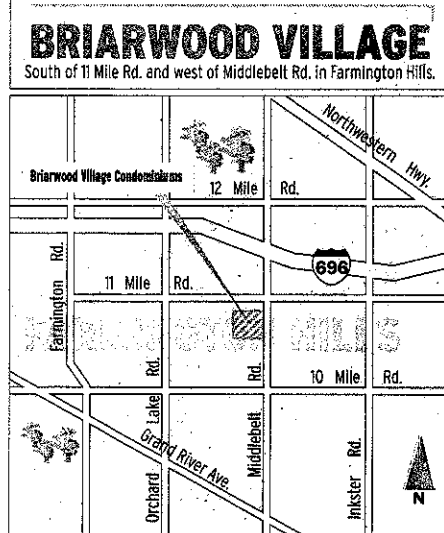 BRIARWOOD VILLAGE
South of 11 Mile Rd. and west of Middlebelt Rd. in Farmington Hills.
Northwestern Hwy.
Briarwood Village Condominiums
12 Mile Rd.
Farmington Rd.
696
11 Mile Rd.
FARMINGTON HILLS
10 Mile Rd.
Orchard Lake Rd.
Middlebelt Rd.
Grand River Ave.
Inkster Rd.
N